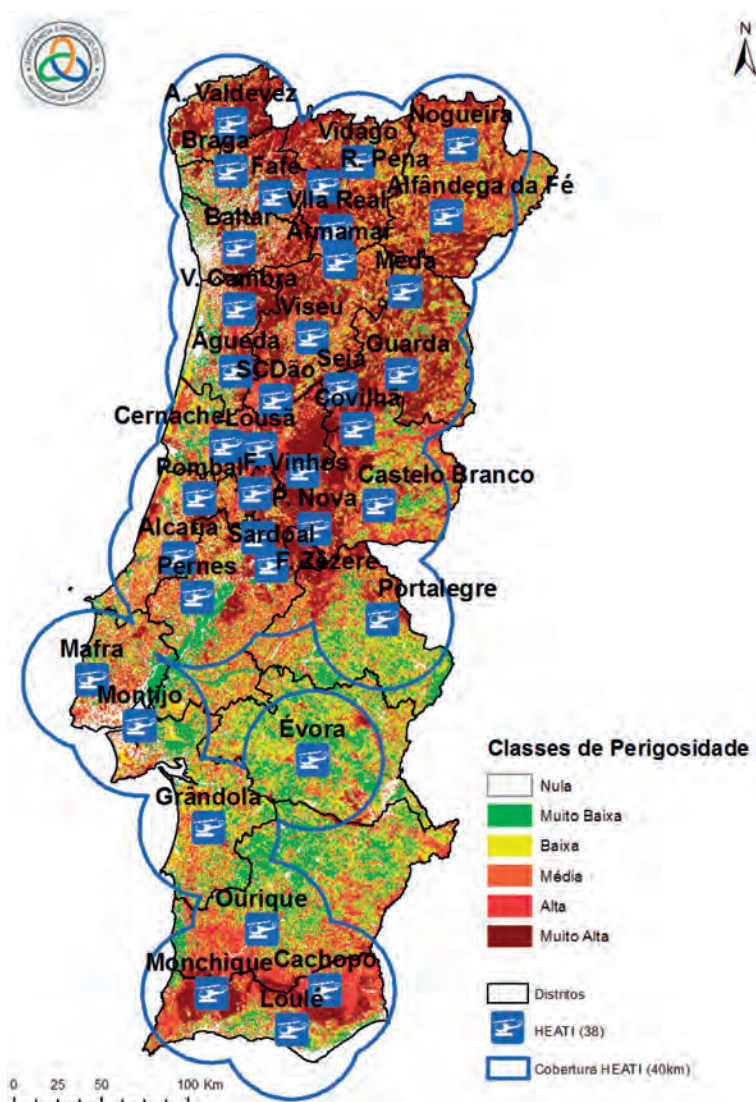 N
A. Valdevez
Nogueira
Braga
Vidago
Fafe
R. Pena
Alfândega da Fé
Vila Real
Baltar
Armamar
Mêda
V. Cambra
Viseu
Águeda
Seia
Guarda
SCDão
Covilhã
Cernache
Lousã
Pombal
F. Vinhos
Castelo Branco
P. Nova
Alcaria
Sardoal
Pernes
F. Zêzere
Portalegre
Mafra
Montijo
Évora
Classes de Perigosidade
Nula
Muito Baixa
Baixa
Média
Alta
Muito Alta
Grândola
Ourique
Monchique
Cachopo
Loulé
Distritos
HEATI (38)
Cobertura HEATI (40km)
0 25 50 100 Km